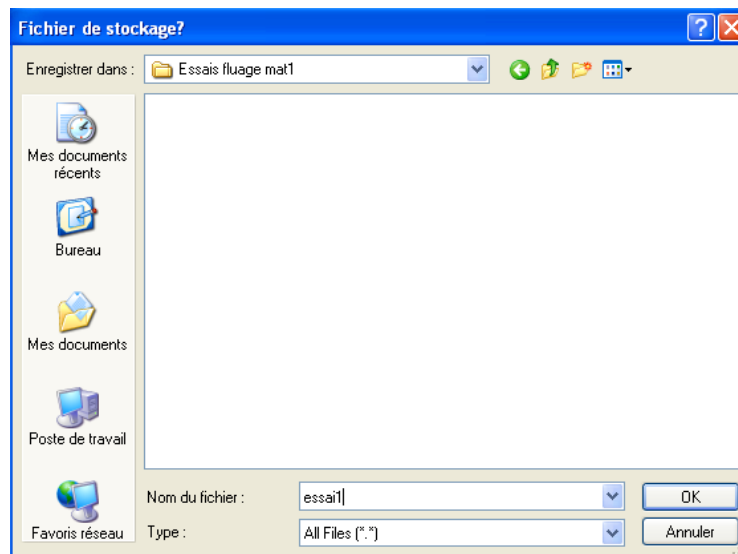 Fichier de stockage?
Enregistrer dans :
Essais fluage mat1
Mes documents
récents
Bureau
Mes documents
Poste de travail
Favoris réseau
Nom du fichier :
essai1
OK
Type :
All Files (*.*)
Annuler